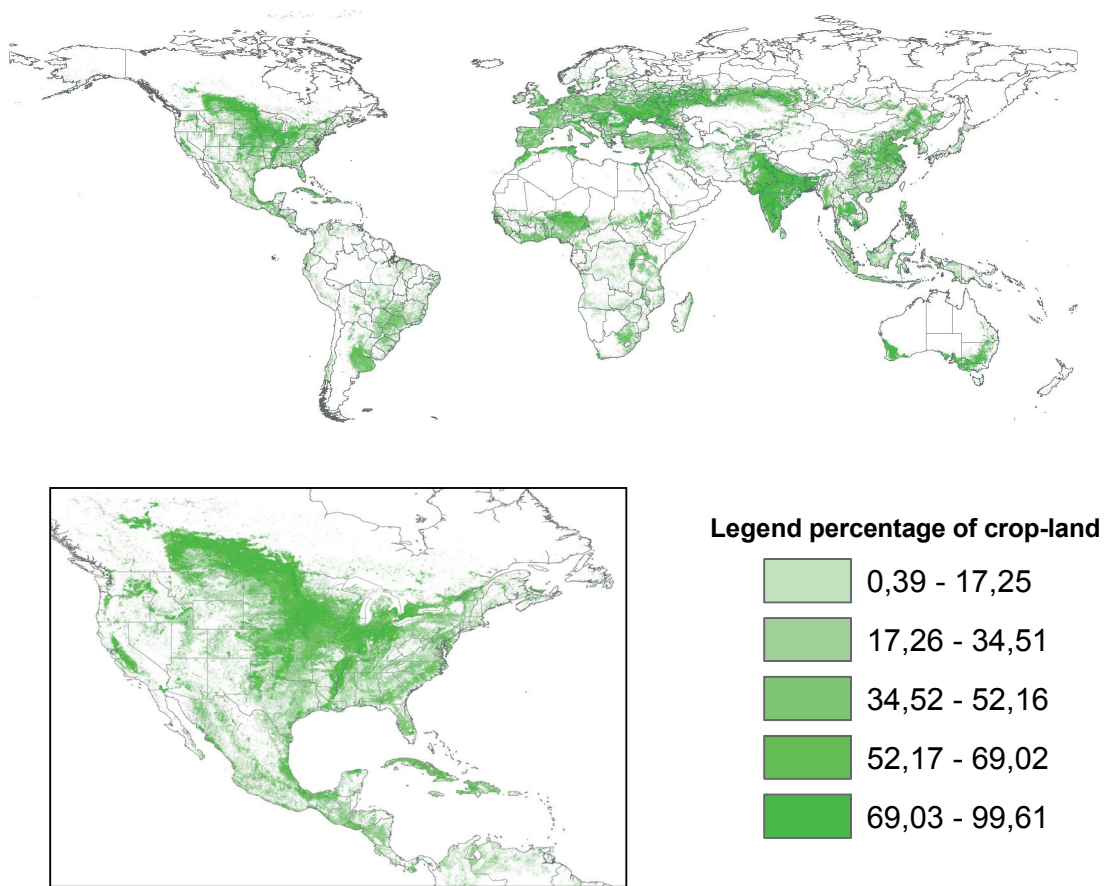 Legend percentage of crop-land
0,39 - 17,25
17,26 - 34,51
34,52 - 52,16
52,17 - 69,02
69,03 - 99,61